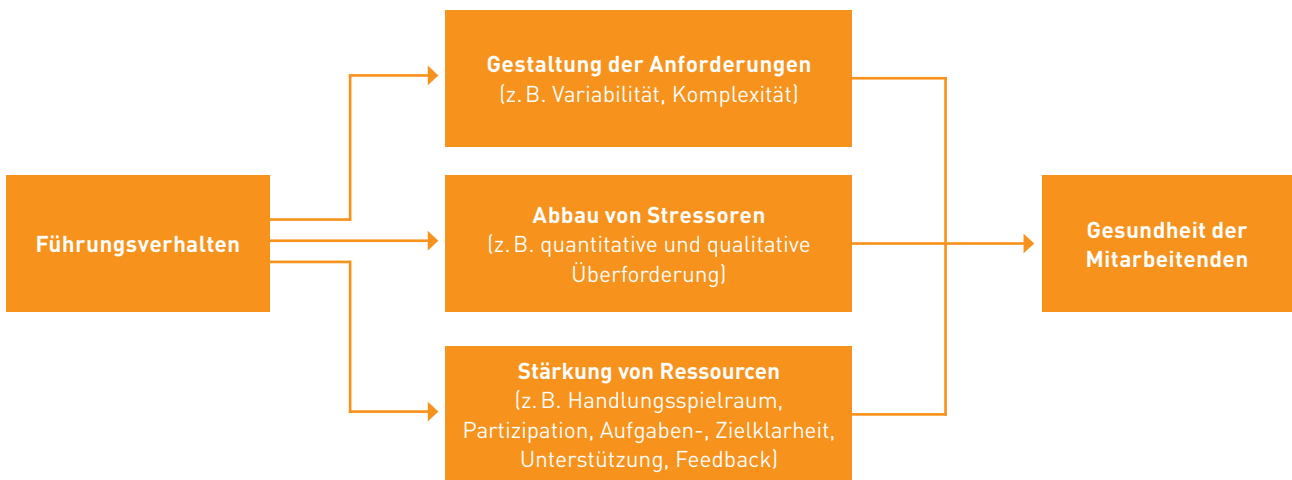 Gestaltung der Anforderungen
(z. B. Variabilität, Komplexität)
Führungsverhalten
Abbau von Stressoren
(z. B. quantitative und qualitative
Überforderung)
Gesundheit der
Mitarbeitenden
Stärkung von Ressourcen
(z. B. Handlungsspielraum,
Partizipation, Aufgaben-, Zielklarheit,
Unterstützung, Feedback)